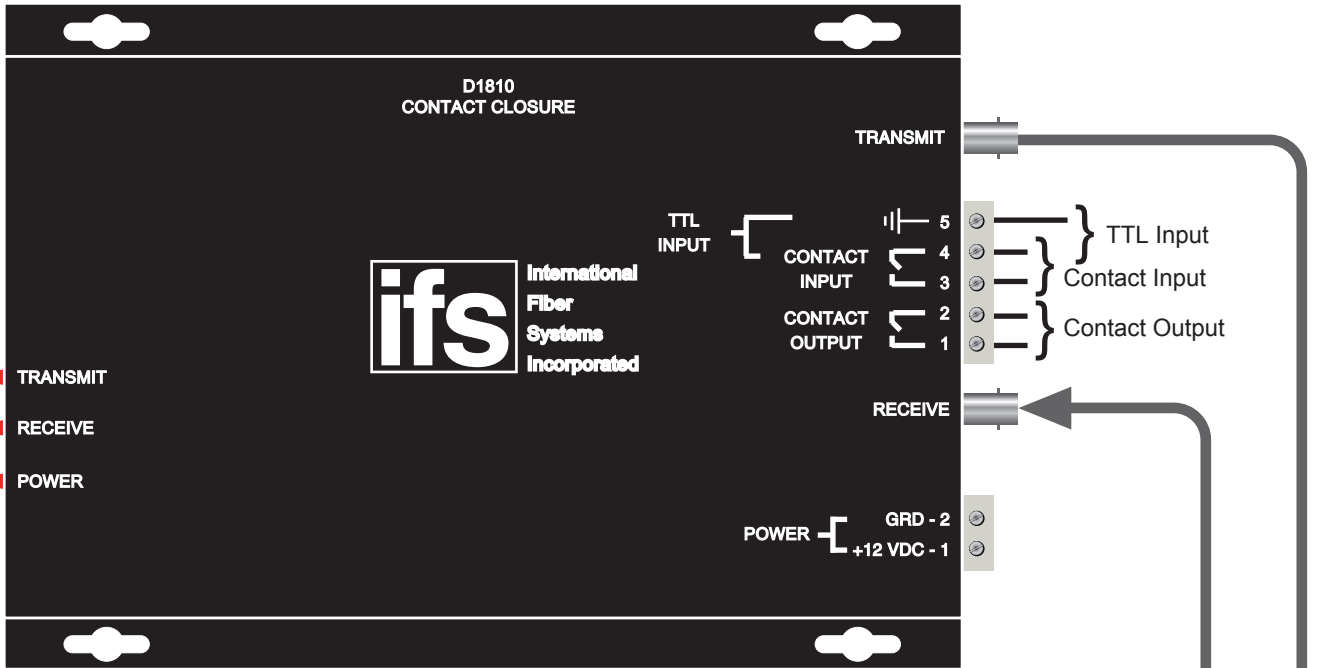 D1810
CONTACT CLOSURE
TRANSMIT
TTL
INPUT
5
TTL Input
CONTACT
INPUT
4
3
Contact Input
CONTACT
OUTPUT
2
1
Contact Output
ifs
International
Fiber
Systems
Incorporated
TRANSMIT
RECEIVE
POWER
RECEIVE
POWER
GRD - 2
+12 VDC - 1